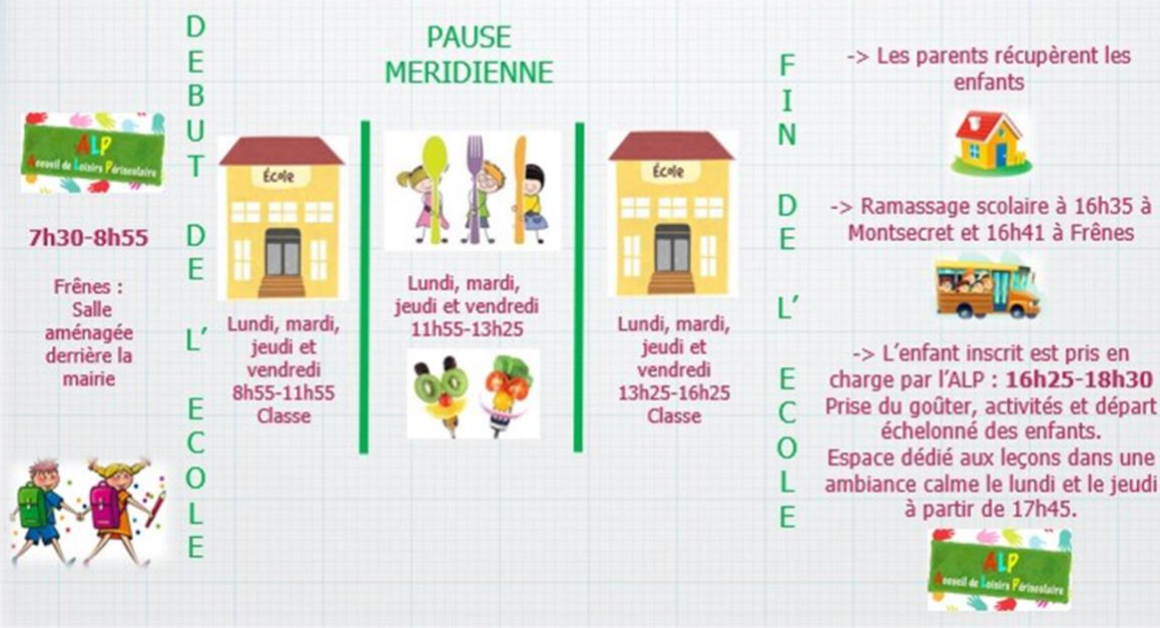 ALP
Accueil de Loisirs Périscolaire
7h30-8h55
Frênes :
Salle
aménagée
derrière la
mairie
DEBUT DE L’ ECOLE
École
Lundi, mardi,
jeudi et
vendredi
8h55-11h55
Classe
PAUSE
MERIDIENNE
Lundi, mardi,
jeudi et vendredi
11h55-13h25
École
Lundi, mardi,
jeudi et
vendredi
13h25-16h25
Classe
FIN DE L’ ECOLE
-> Les parents récupèrent les
enfants
-> Ramassage scolaire à 16h35 à
Montsecret et 16h41 à Frênes
-> L’enfant inscrit est pris en
charge par l’ALP : 16h25-18h30
Prise du goûter, activités et départ
échelonné des enfants.
Espace dédié aux leçons dans une
ambiance calme le lundi et le jeudi
à partir de 17h45.
ALP
Accueil de Loisirs Périscolaire